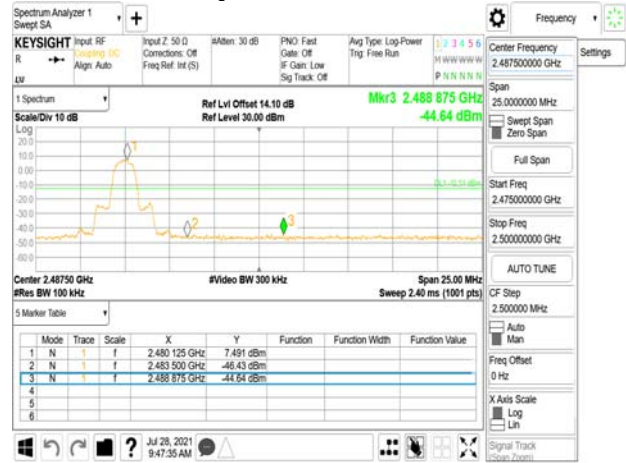 Spectrum Analyzer 1
Swept SA
+
Frequency
Settings
KEYSIGHT
R
Input: RF
Coupling: DC
Align: Auto
Input Z: 50 Ω
Corrections: Off
Freq Ref: Int (S)
#Atten: 30 dB
PNO: Fast
Gate: Off
IF Gain: Low
Sig Track: Off
Avg Type: Log-Power
Trig: Free Run
1 2 3 4 5 6
M W W W W W
P N N N N N
Center Frequency
2.487500000 GHz
Span
25.0000000 MHz
Swept Span
Zero Span
Full Span
Start Freq
2.475000000 GHz
Stop Freq
2.500000000 GHz
AUTO TUNE
CF Step
2.500000 MHz
Auto
Man
Freq Offset
0 Hz
X Axis Scale
Log
Lin
Signal Track
(Span Zoom)
1 Spectrum
Scale/Div 10 dB
Log
Ref Lvl Offset 14.10 dB
Ref Level 30.00 dBm
Mkr3 2.488 875 GHz
-44.64 dBm
20.0
10.0
0.00
-10.0
-20.0
-30.0
-40.0
-50.0
-60.0
1
2
3
DL1 -12.51 dBm
Center 2.48750 GHz
#Res BW 100 kHz
#Video BW 300 kHz
Span 25.00 MHz
Sweep 2.40 ms (1001 pts)
5 Marker Table
Mode Trace Scale X Y Function Function Width Function Value
1 N 1 f 2.480 125 GHz 7.491 dBm
2 N 1 f 2.483 500 GHz -46.43 dBm
3 N 1 f 2.488 875 GHz -44.64 dBm
4
5
6
?
Jul 28, 2021
9:47:35 AM